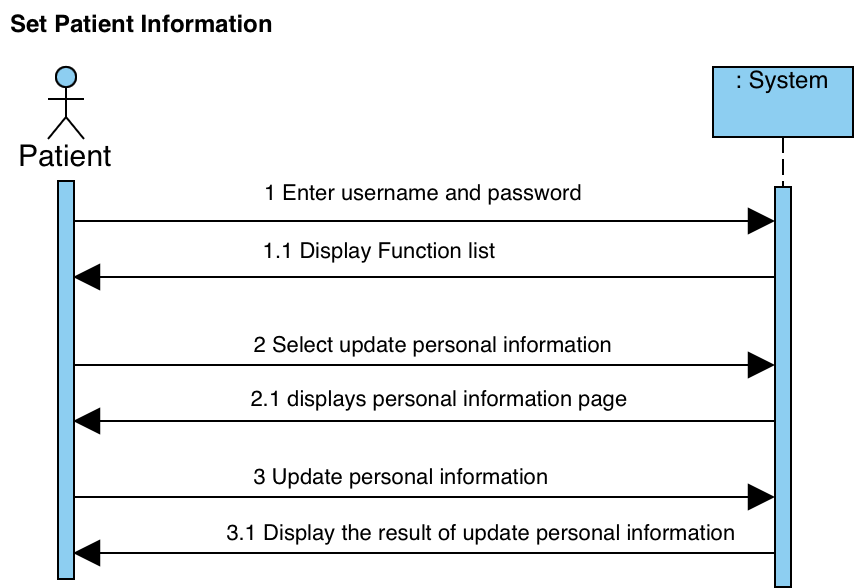 Set Patient Information
: System
Patient
1 Enter username and password
1.1 Display Function list
2 Select update personal information
2.1 displays personal information page
3 Update personal information
3.1 Display the result of update personal information